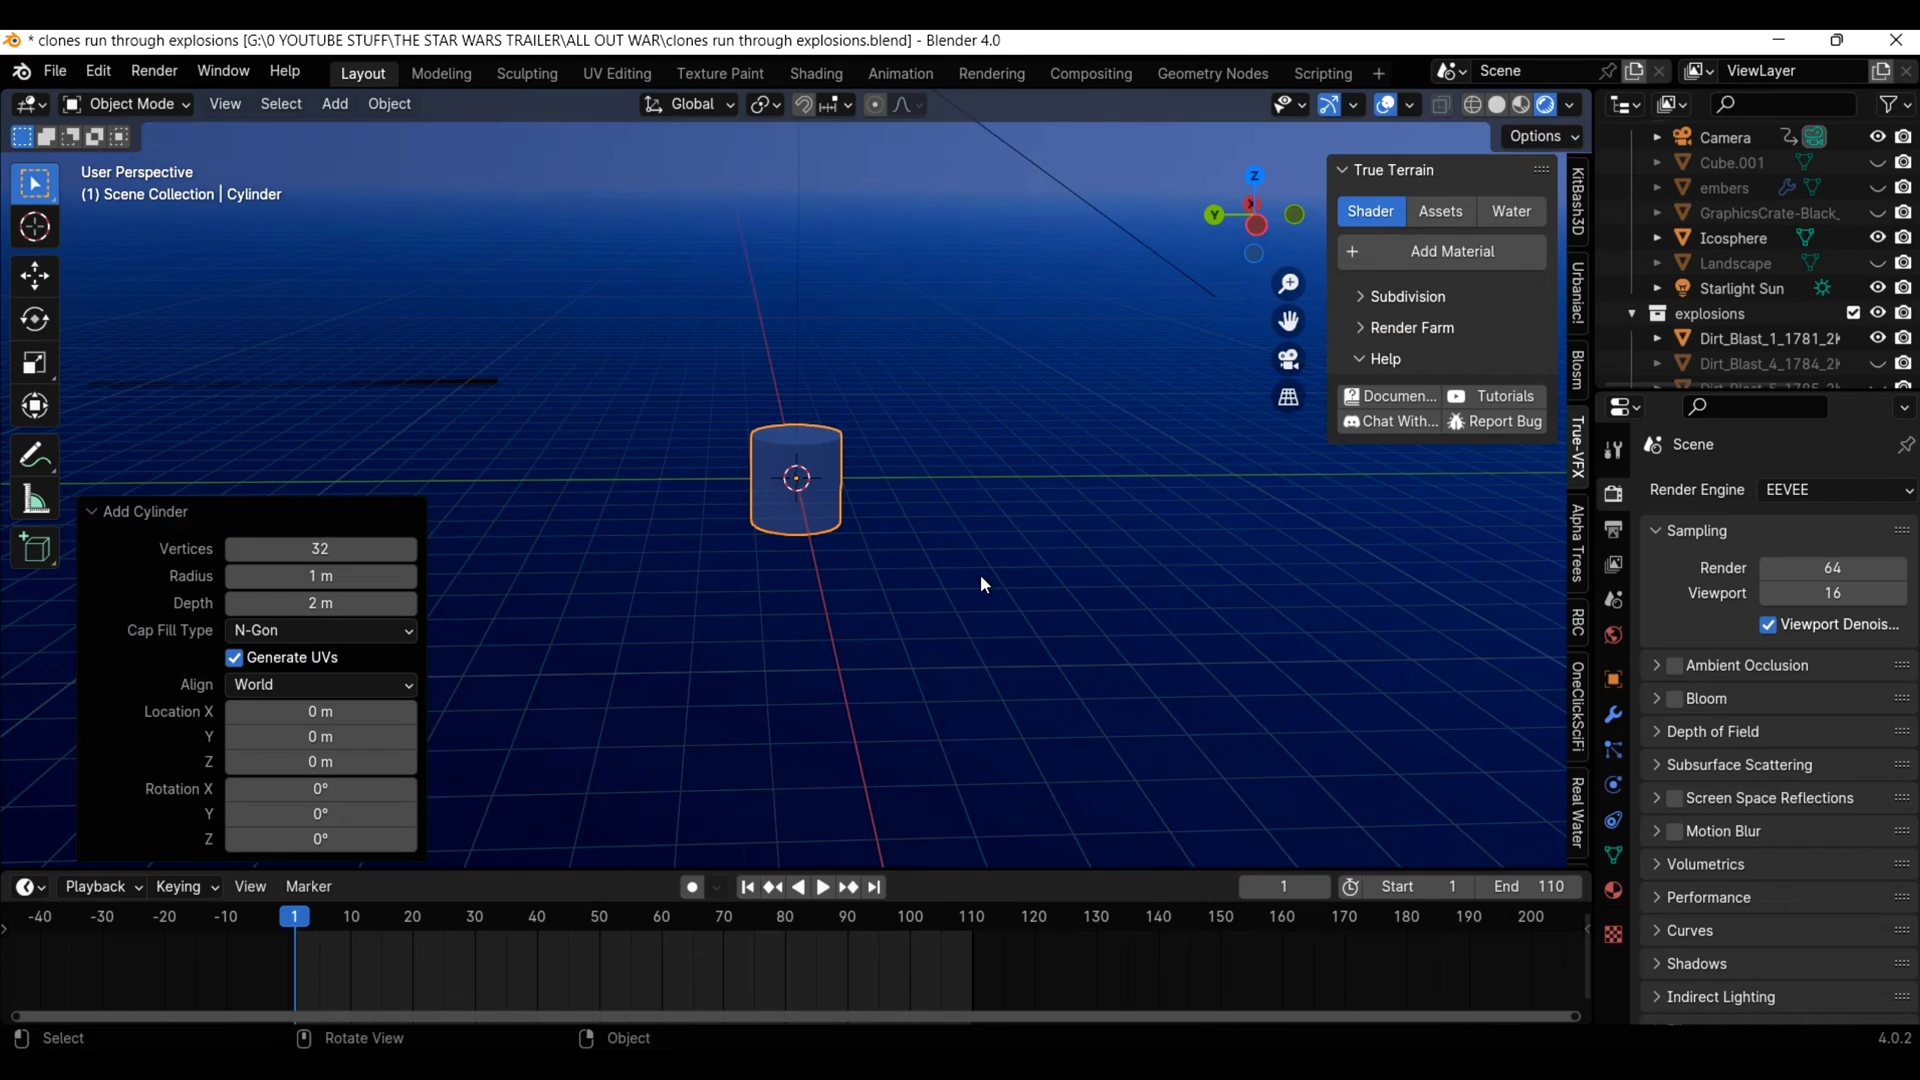 * clones run through explosions [G:\0 YOUTUBE STUFF\THE STAR WARS TRAILER\ALL OUT WAR\clones run through explosions.blend] - Blender 4.0
File Edit Render Window Help Layout Modeling Sculpting UV Editing Texture Paint Shading Animation Rendering Compositing Geometry Nodes Scripting + Scene ViewLayer
Object Mode View Select Add Object Global
Options
User Perspective
(1) Scene Collection | Cylinder
Z
Y
X
True Terrain
Shader Assets Water
+ Add Material
Subdivision
Render Farm
Help
Documen... Tutorials
Chat With... Report Bug
KitBash3D
Urbaniac!
Blosm
True-VFX
Alpha Trees
RBC
OneClickSciFi
Real Water
Camera
Cube.001
embers
GraphicsCrate-Black_
Icosphere
Landscape
Starlight Sun
explosions
Dirt_Blast_1_1781_2K
Dirt_Blast_4_1784_2K
Dirt_Blast_5_1785_2K
Scene
Render Engine EEVEE
Sampling
Render 64
Viewport 16
Viewport Denois...
Ambient Occlusion
Bloom
Depth of Field
Subsurface Scattering
Screen Space Reflections
Motion Blur
Volumetrics
Performance
Curves
Shadows
Indirect Lighting
Add Cylinder
Vertices 32
Radius 1 m
Depth 2 m
Cap Fill Type N-Gon
Generate UVs
Align World
Location X 0 m
Y 0 m
Z 0 m
Rotation X 0°
Y 0°
Z 0°
Playback Keying View Marker 1 Start 1 End 110
-40 -30 -20 -10 1 10 20 30 40 50 60 70 80 90 100 110 120 130 140 150 160 170 180 190 200
Select Rotate View Object 4.0.2